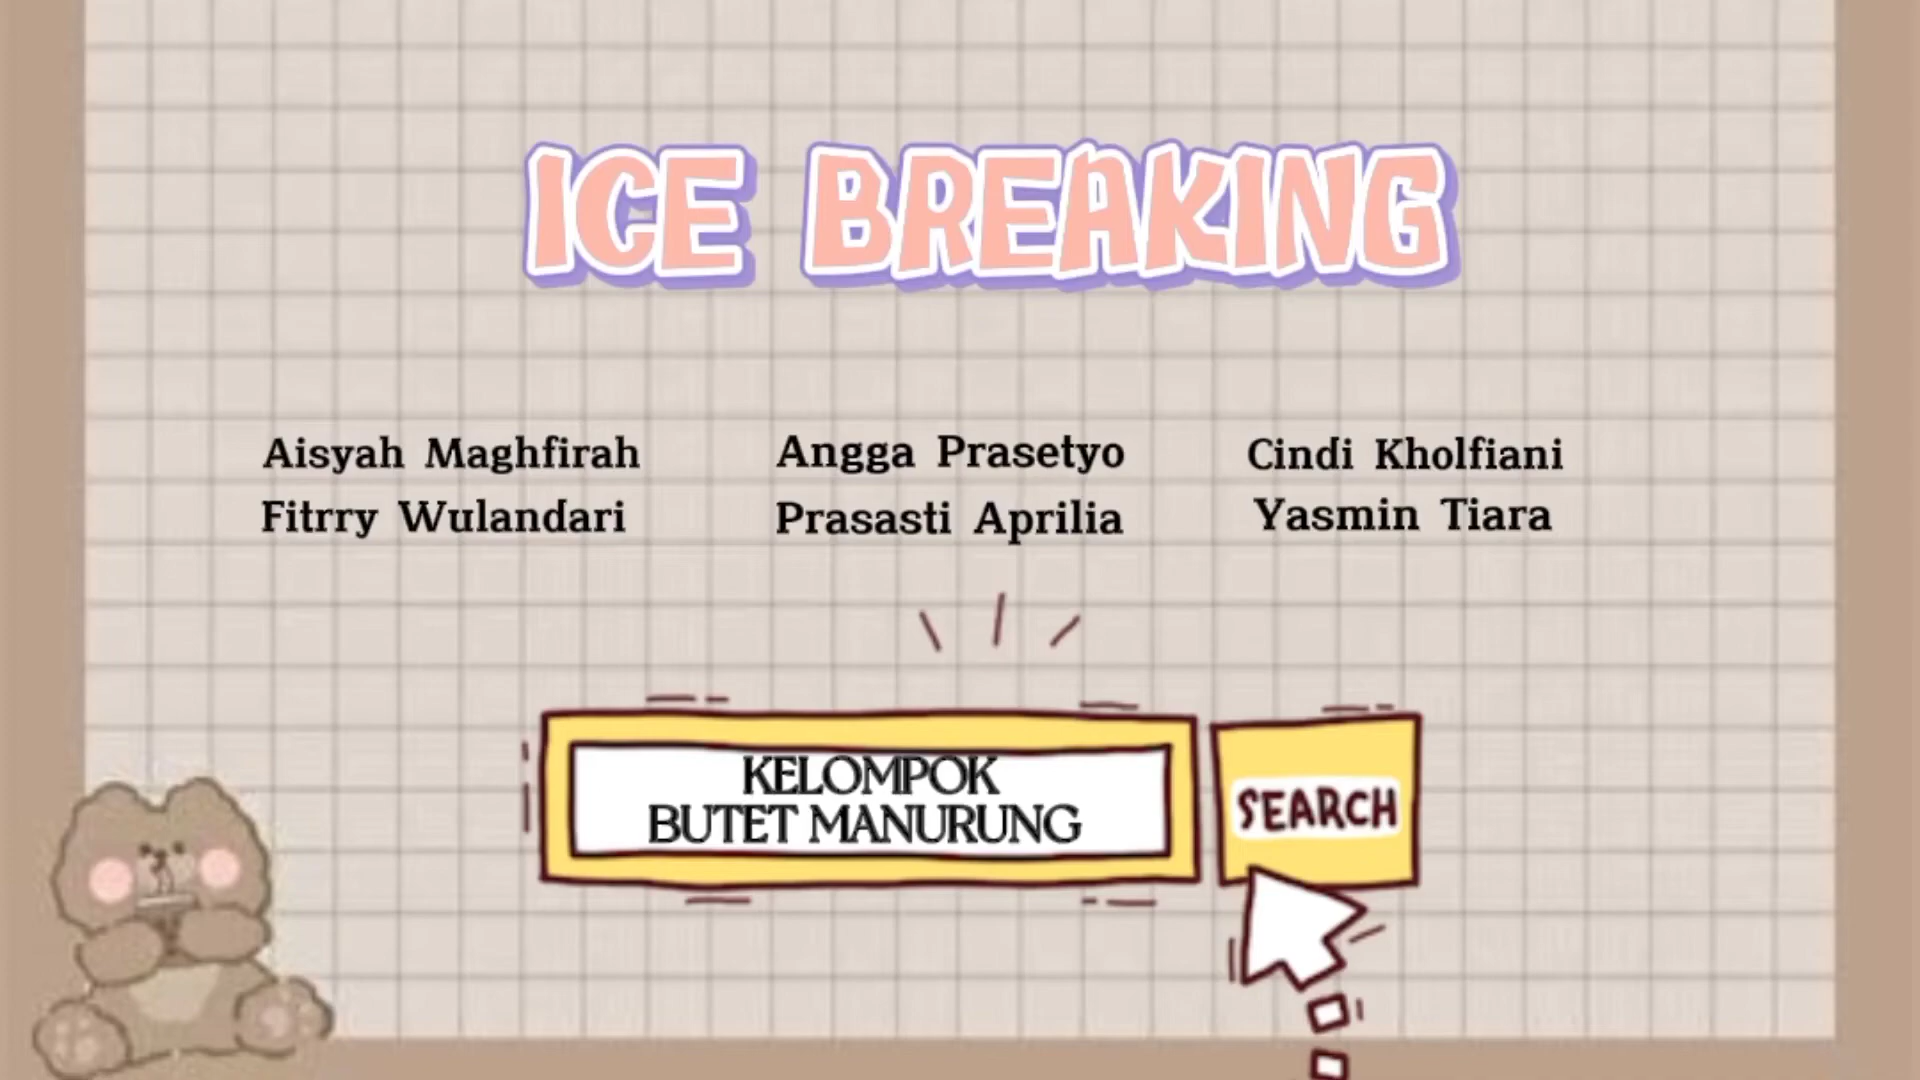 ICE BREAKING
Aisyah Maghfirah
Fitrry Wulandari
Angga Prasetyo
Prasasti Aprilia
Cindi Kholfiani
Yasmin Tiara
KELOMPOK
BUTET MANURUNG
SEARCH